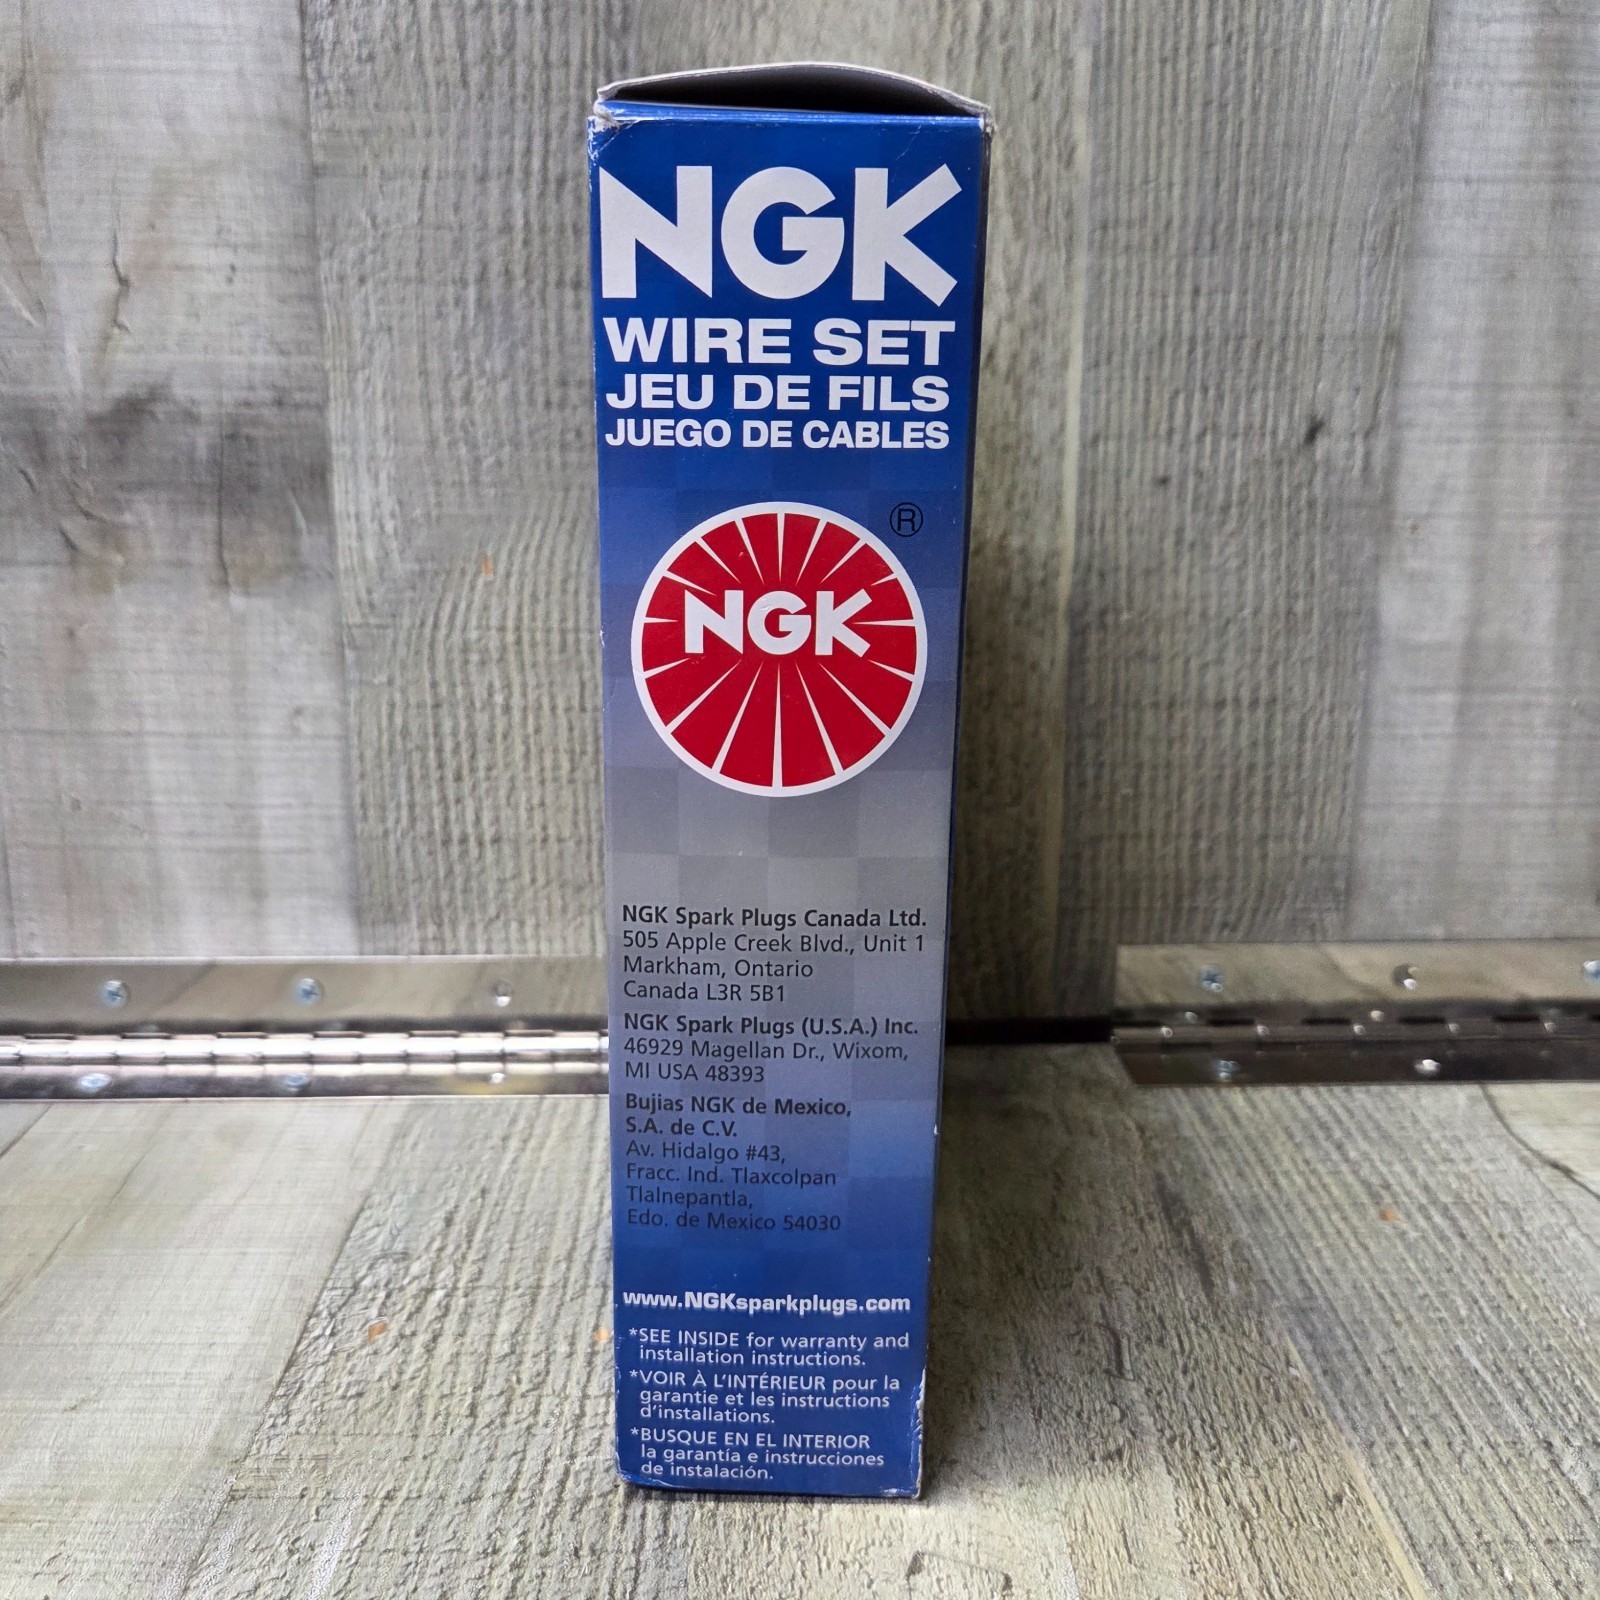 NGK
WIRE SET
JEU DE FILS
JUEGO DE CABLES
®
NGK
NGK Spark Plugs Canada Ltd.
505 Apple Creek Blvd., Unit 1
Markham, Ontario
Canada L3R 5B1
NGK Spark Plugs (U.S.A.) Inc.
46929 Magellan Dr., Wixom,
MI USA 48393
Bujias NGK de Mexico,
S.A. de C.V.
Av. Hidalgo #43,
Fracc. Ind. Tlaxcolpan
Tlalnepantla,
Edo. de Mexico 54030
www.NGKsparkplugs.com
*SEE INSIDE for warranty and
installation instructions.
*VOIR À L'INTÉRIEUR pour la
garantie et les instructions
d'installations.
*BUSQUE EN EL INTERIOR
la garantía e instrucciones
de instalación.